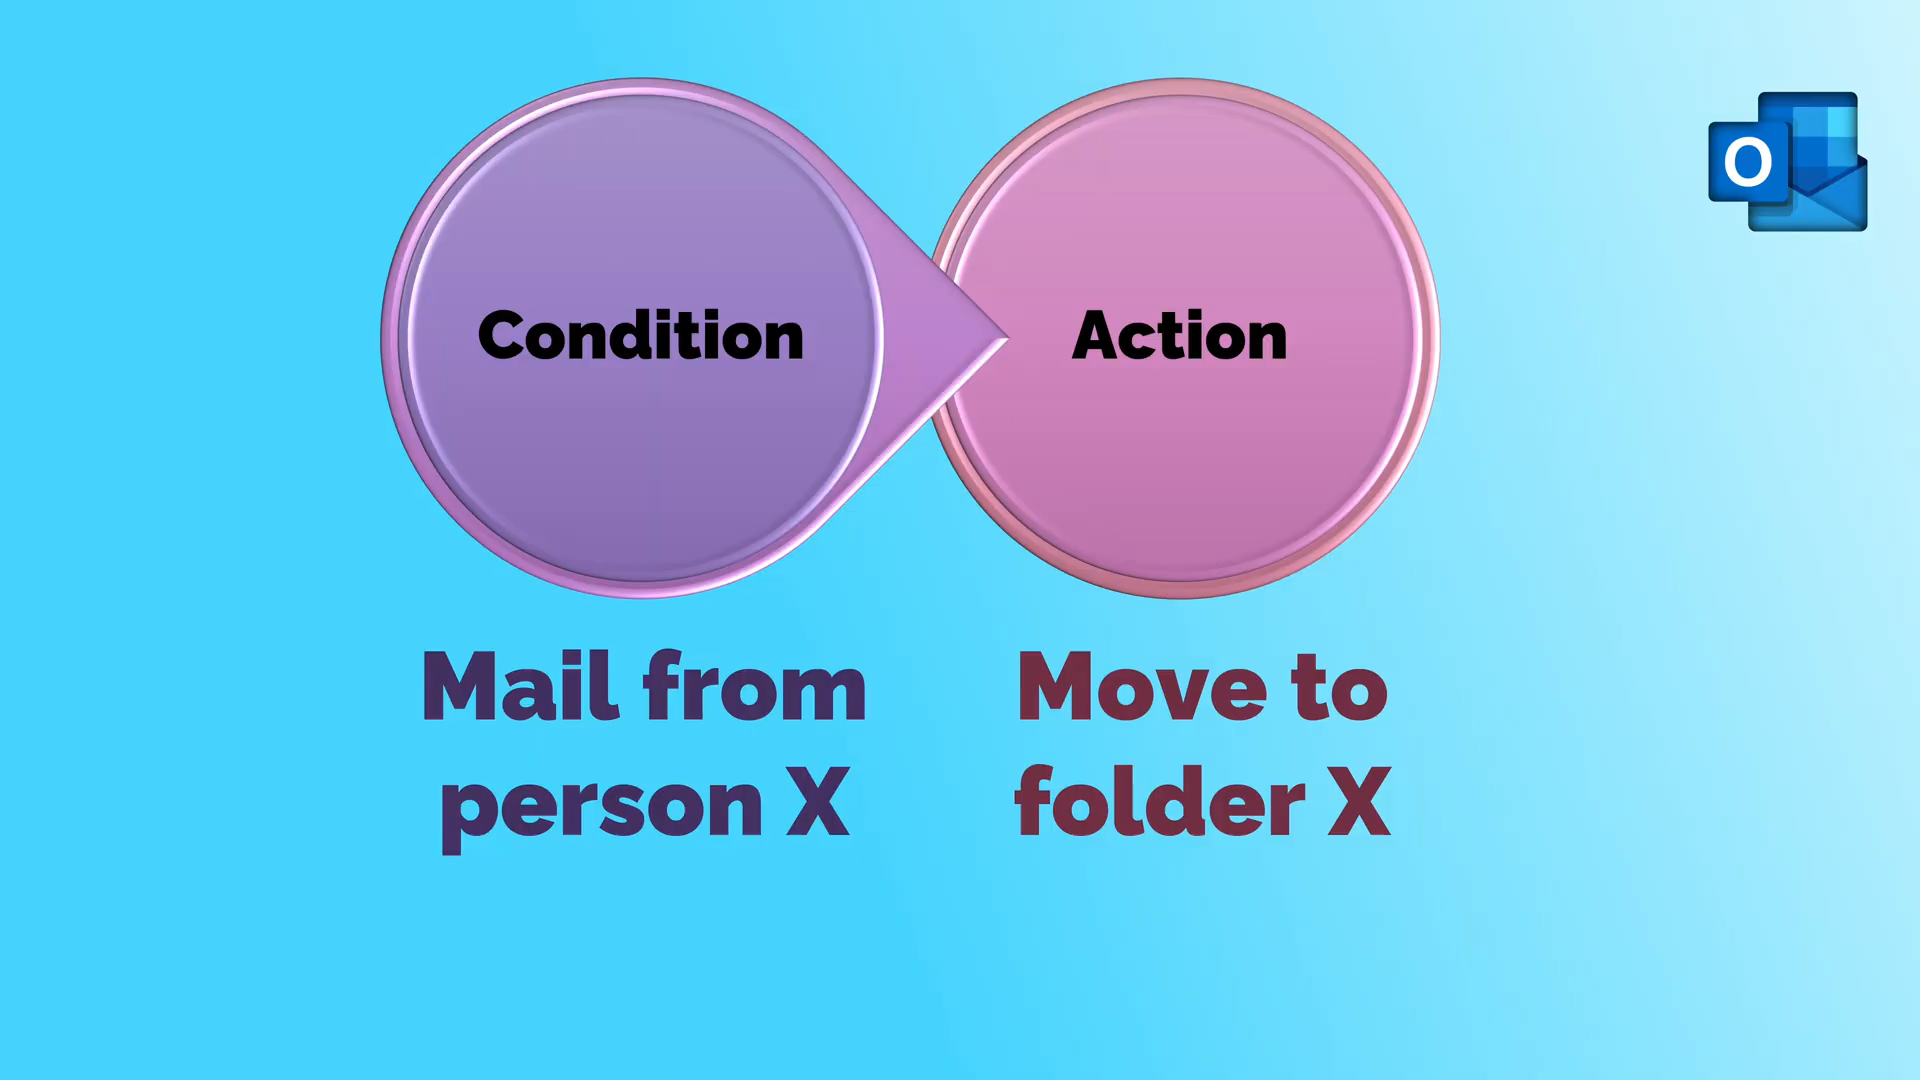 Condition
Action
Mail from
person X
Move to
folder X
O